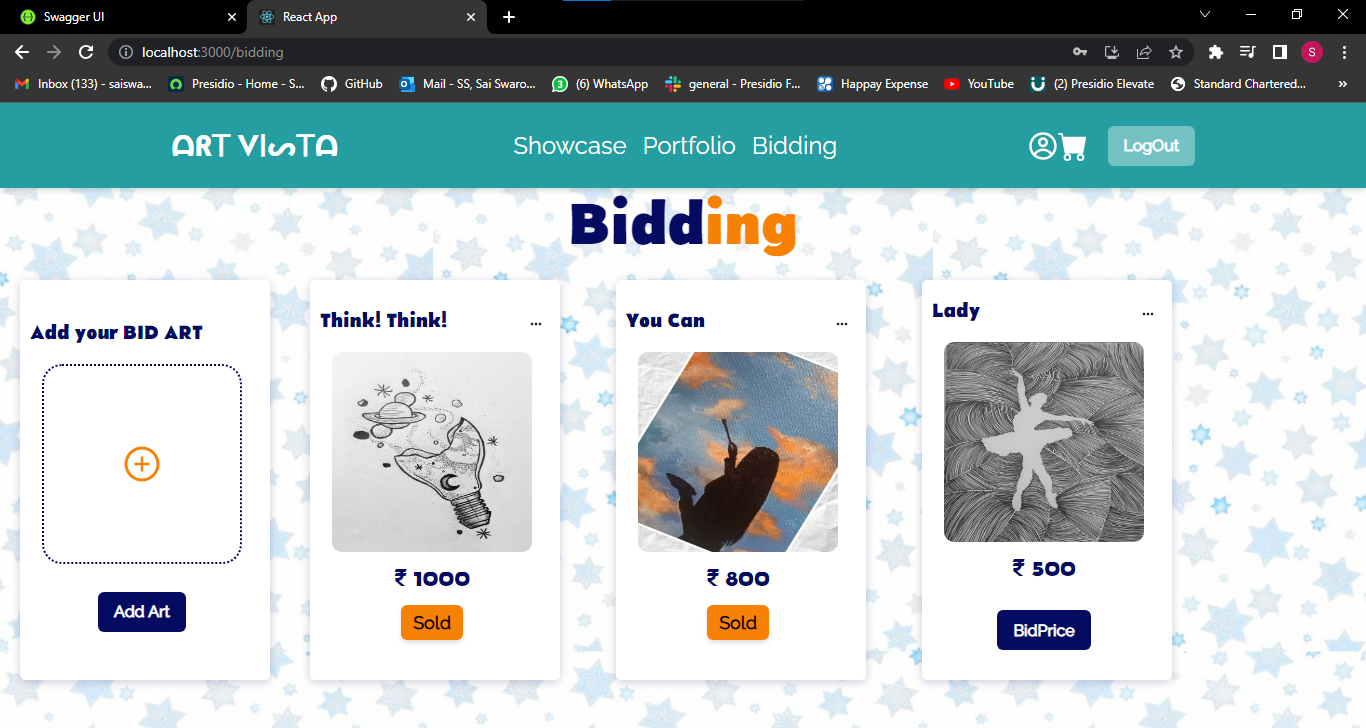 Swagger UI
React App
localhost:3000/bidding
S
Inbox (133) - saiswa...
Presidio - Home - S...
GitHub
Mail - SS, Sai Swaro...
(6) WhatsApp
general - Presidio F...
Happay Expense
YouTube
(2) Presidio Elevate
Standard Chartered...
»
ART VISTA
Showcase
Portfolio
Bidding
LogOut
Bidding
Add your BID ART
Add Art
Think! Think!
...
₹ 1000
Sold
You Can
...
₹ 800
Sold
Lady
...
₹ 500
BidPrice